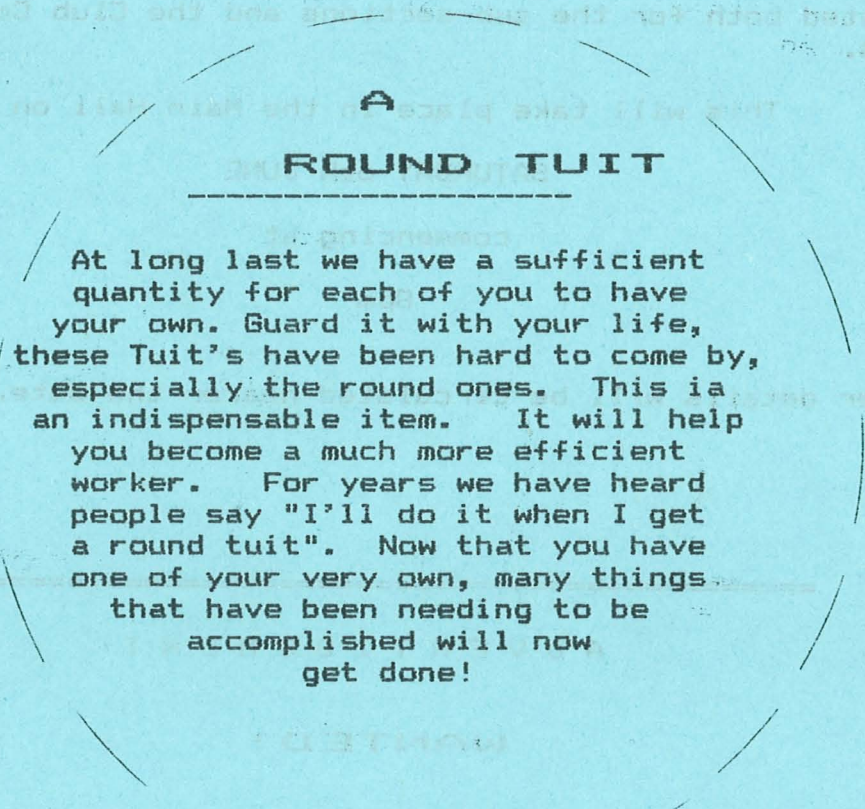 A
ROUND TUIT
At long last we have a sufficient
quantity for each of you to have
your own. Guard it with your life,
these Tuit's have been hard to come by,
especially the round ones. This ia
an indispensable item. It will help
you become a much more efficient
worker. For years we have heard
people say "I'll do it when I get
a round tuit". Now that you have
one of your very own, many things
that have been needing to be
accomplished will now
get done!